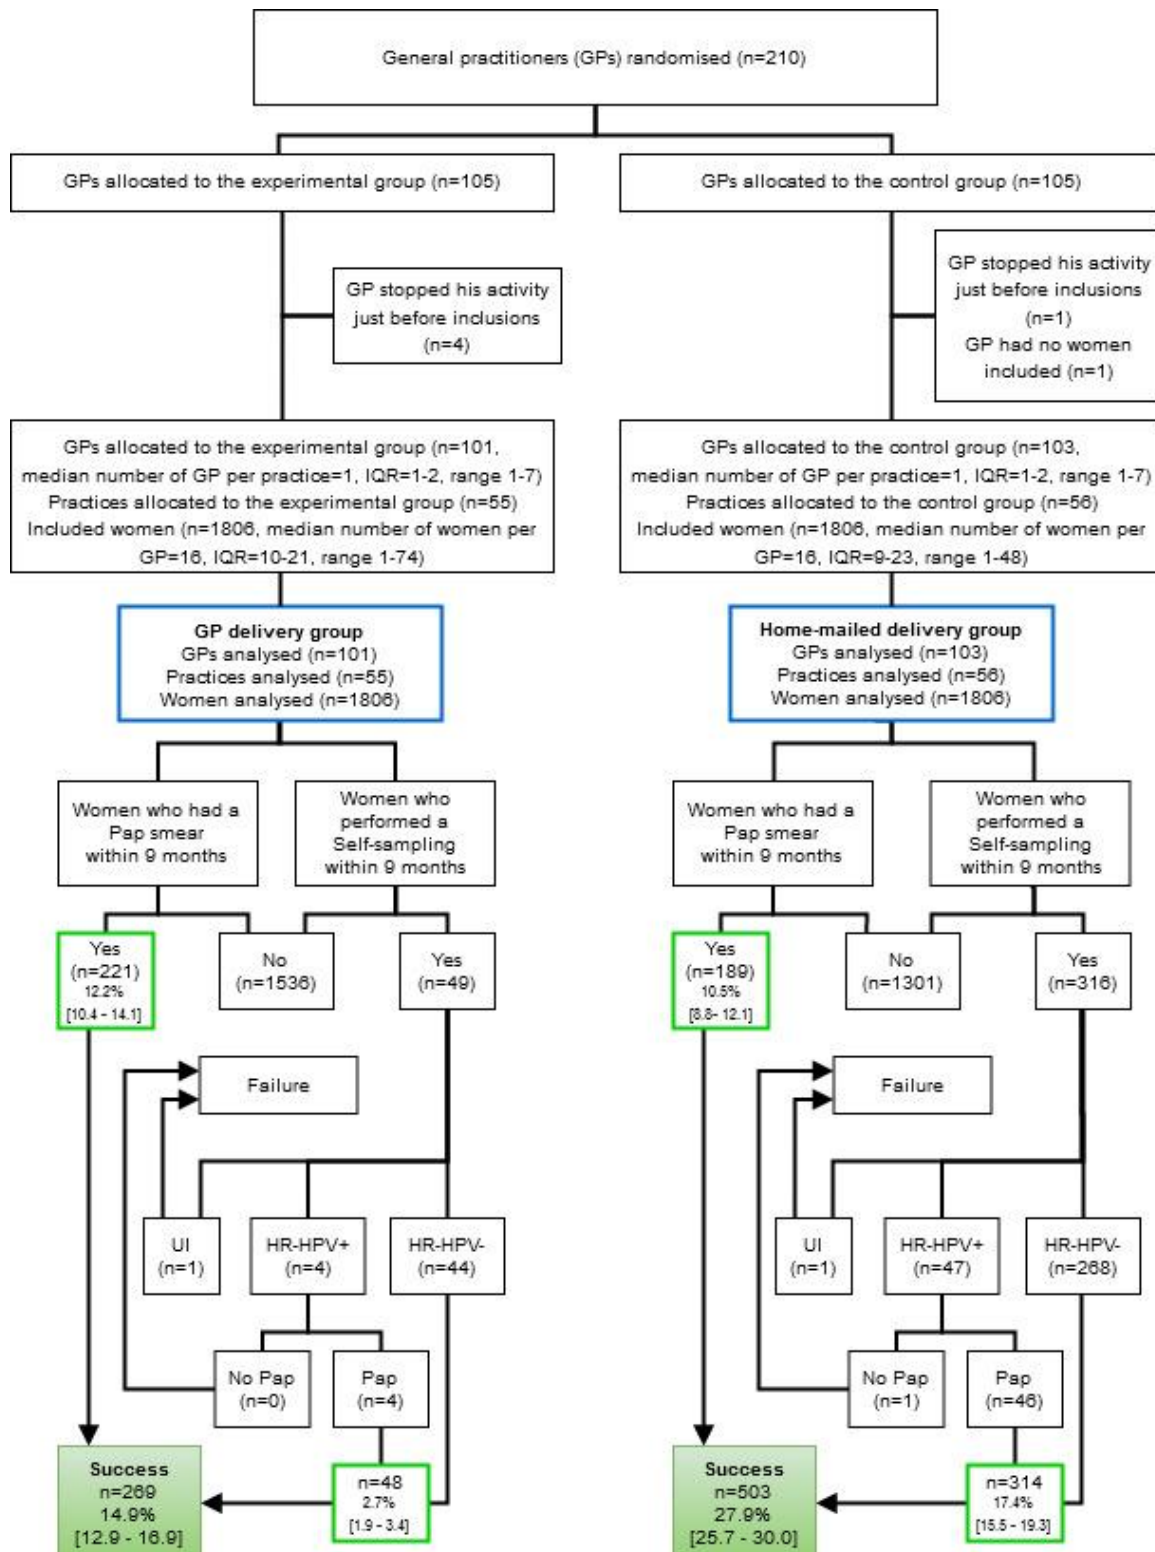 General practitioners (GPs) randomised (n=210)
GPs allocated to the experimental group (n=105)
GPs allocated to the control group (n=105)
GP stopped his activity
just before inclusions
(n=4)
GP stopped his activity
just before inclusions
(n=1)
GP had no women
included (n=1)
GPs allocated to the experimental group (n=101,
median number of GP per practice=1, IQR=1-2, range 1-7)
Practices allocated to the experimental group (n=55)
Included women (n=1806, median number of women per
GP=16, IQR=10-21, range 1-74)
GPs allocated to the control group (n=103,
median number of GP per practice=1, IQR=1-2, range 1-7)
Practices allocated to the control group (n=56)
Included women (n=1806, median number of women per
GP=16, IQR=9-23, range 1-48)
GP delivery group
GPs analysed (n=101)
Practices analysed (n=55)
Women analysed (n=1806)
Home-mailed delivery group
GPs analysed (n=103)
Practices analysed (n=56)
Women analysed (n=1806)
Women who had a
Pap smear
within 9 months
Women who
performed a
Self-sampling
within 9 months
Women who had a
Pap smear
within 9 months
Women who
performed a
Self-sampling
within 9 months
Yes
(n=221)
12.2%
[10.4 - 14.1]
No
(n=1536)
Yes
(n=49)
Yes
(n=189)
10.5%
[8.8- 12.1]
No
(n=1301)
Yes
(n=316)
Failure
Failure
UI
(n=1)
HR-HPV+
(n=4)
HR-HPV-
(n=44)
UI
(n=1)
HR-HPV+
(n=47)
HR-HPV-
(n=268)
No Pap
(n=0)
Pap
(n=4)
No Pap
(n=1)
Pap
(n=46)
Success
n=269
14.9%
[12.9 - 16.9]
n=48
2.7%
[1.9 - 3.4]
Success
n=503
27.9%
[25.7 - 30.0]
n=314
17.4%
[15.5 - 19.3]